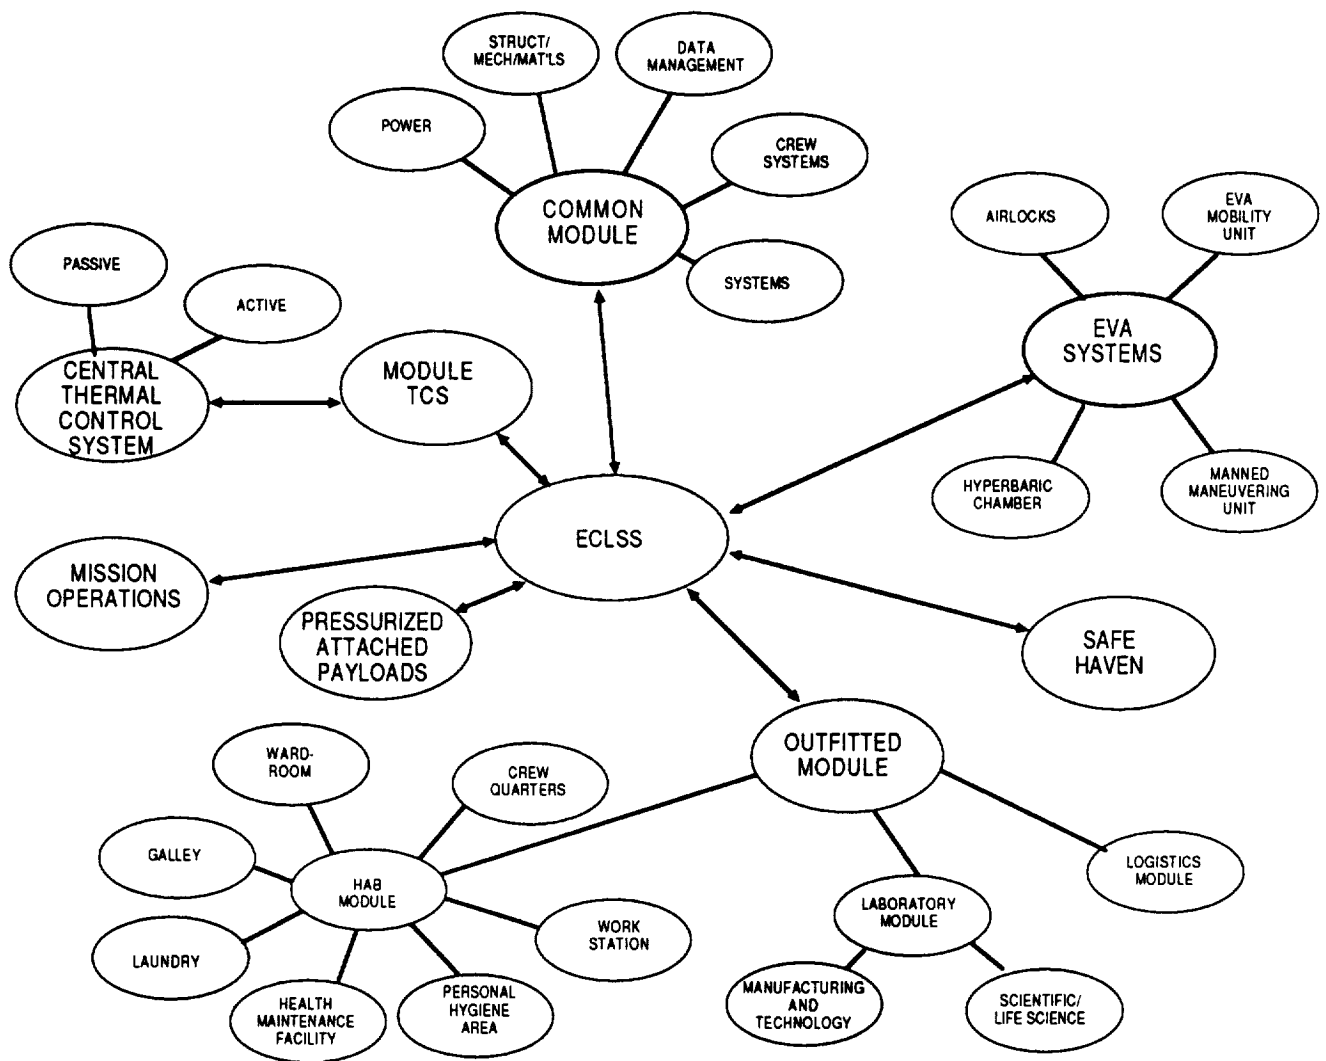 STRUCT/
MECH/MAT'LS
DATA
MANAGEMENT
POWER
CREW
SYSTEMS
COMMON
MODULE
SYSTEMS
AIRLOCKS
EVA
MOBILITY
UNIT
EVA
SYSTEMS
HYPERBARIC
CHAMBER
MANNED
MANEUVERING
UNIT
PASSIVE
ACTIVE
CENTRAL
THERMAL
CONTROL
SYSTEM
MODULE
TCS
ECLSS
MISSION
OPERATIONS
PRESSURIZED
ATTACHED
PAYLOADS
SAFE
HAVEN
OUTFITTED
MODULE
WARD-
ROOM
CREW
QUARTERS
GALLEY
HAB
MODULE
LAUNDRY
WORK
STATION
HEALTH
MAINTENANCE
FACILITY
PERSONAL
HYGIENE
AREA
LABORATORY
MODULE
LOGISTICS
MODULE
MANUFACTURING
AND
TECHNOLOGY
SCIENTIFIC/
LIFE SCIENCE